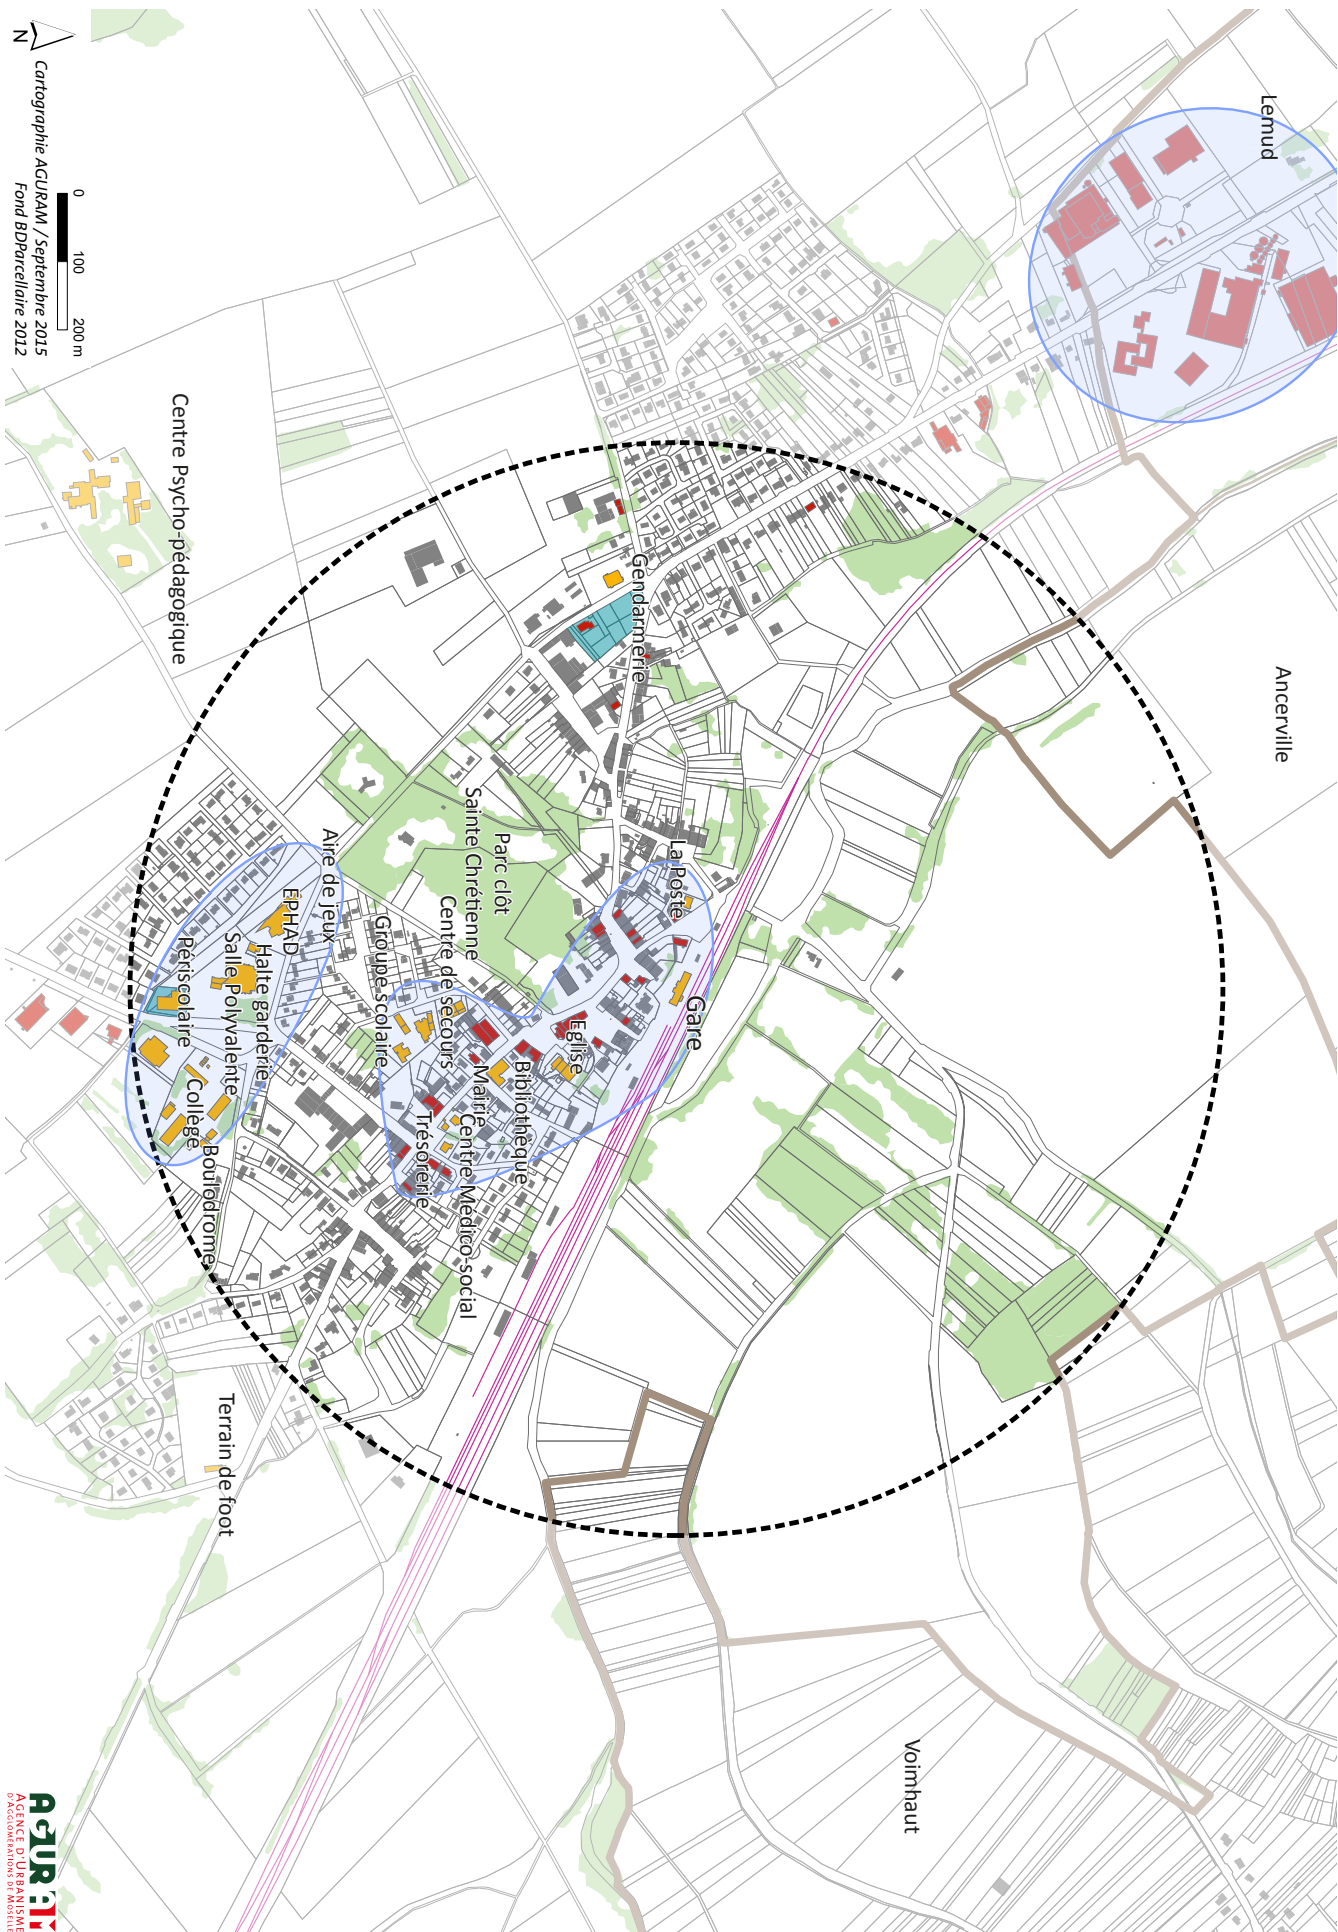 Lemud
Ancerville
Voimhaut
Gendarmerie
La Poste
Gare
Eglise
Bibliothèque
Parc clôt
Sainte Chrétienne
Centre de secours
Mairie
Centre Médico-social
Trésorerie
Groupe scolaire
Aire de jeux
EPHAD
Halte garderie
Salle Polyvalente
Périscolaire
Collège
Boulodrome
Terrain de foot
Centre Psycho-pédagogique
0 100 200 m
Cartographie AGURAM / Septembre 2015
Fond BDParcellaire 2012
N
AGURAM
AGENCE D'URBANISME
D'AGGLOMÉRATIONS DE MOSELLE